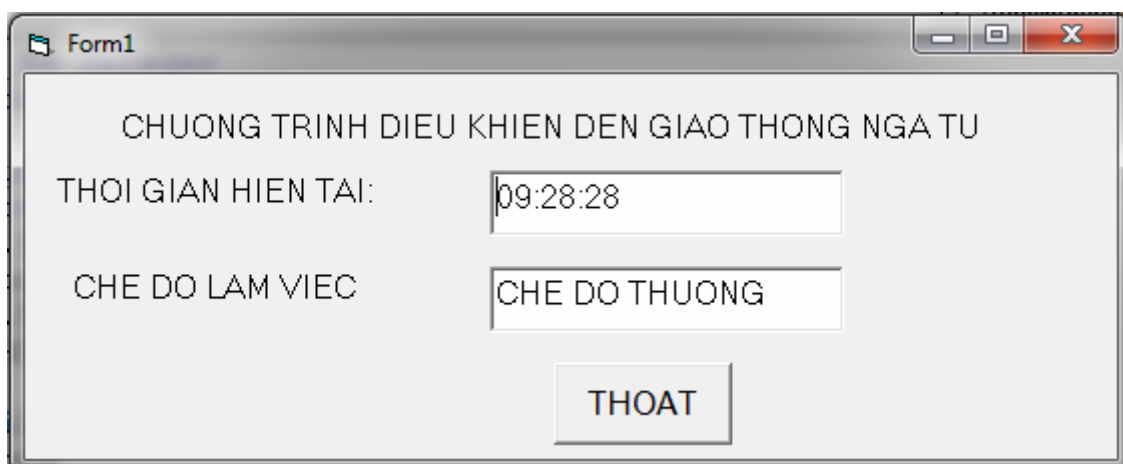 Form1
CHUONG TRINH DIEU KHIEN DEN GIAO THONG NGA TU
THOI GIAN HIEN TAI: 09:28:28
CHE DO LAM VIEC CHE DO THUONG
THOAT